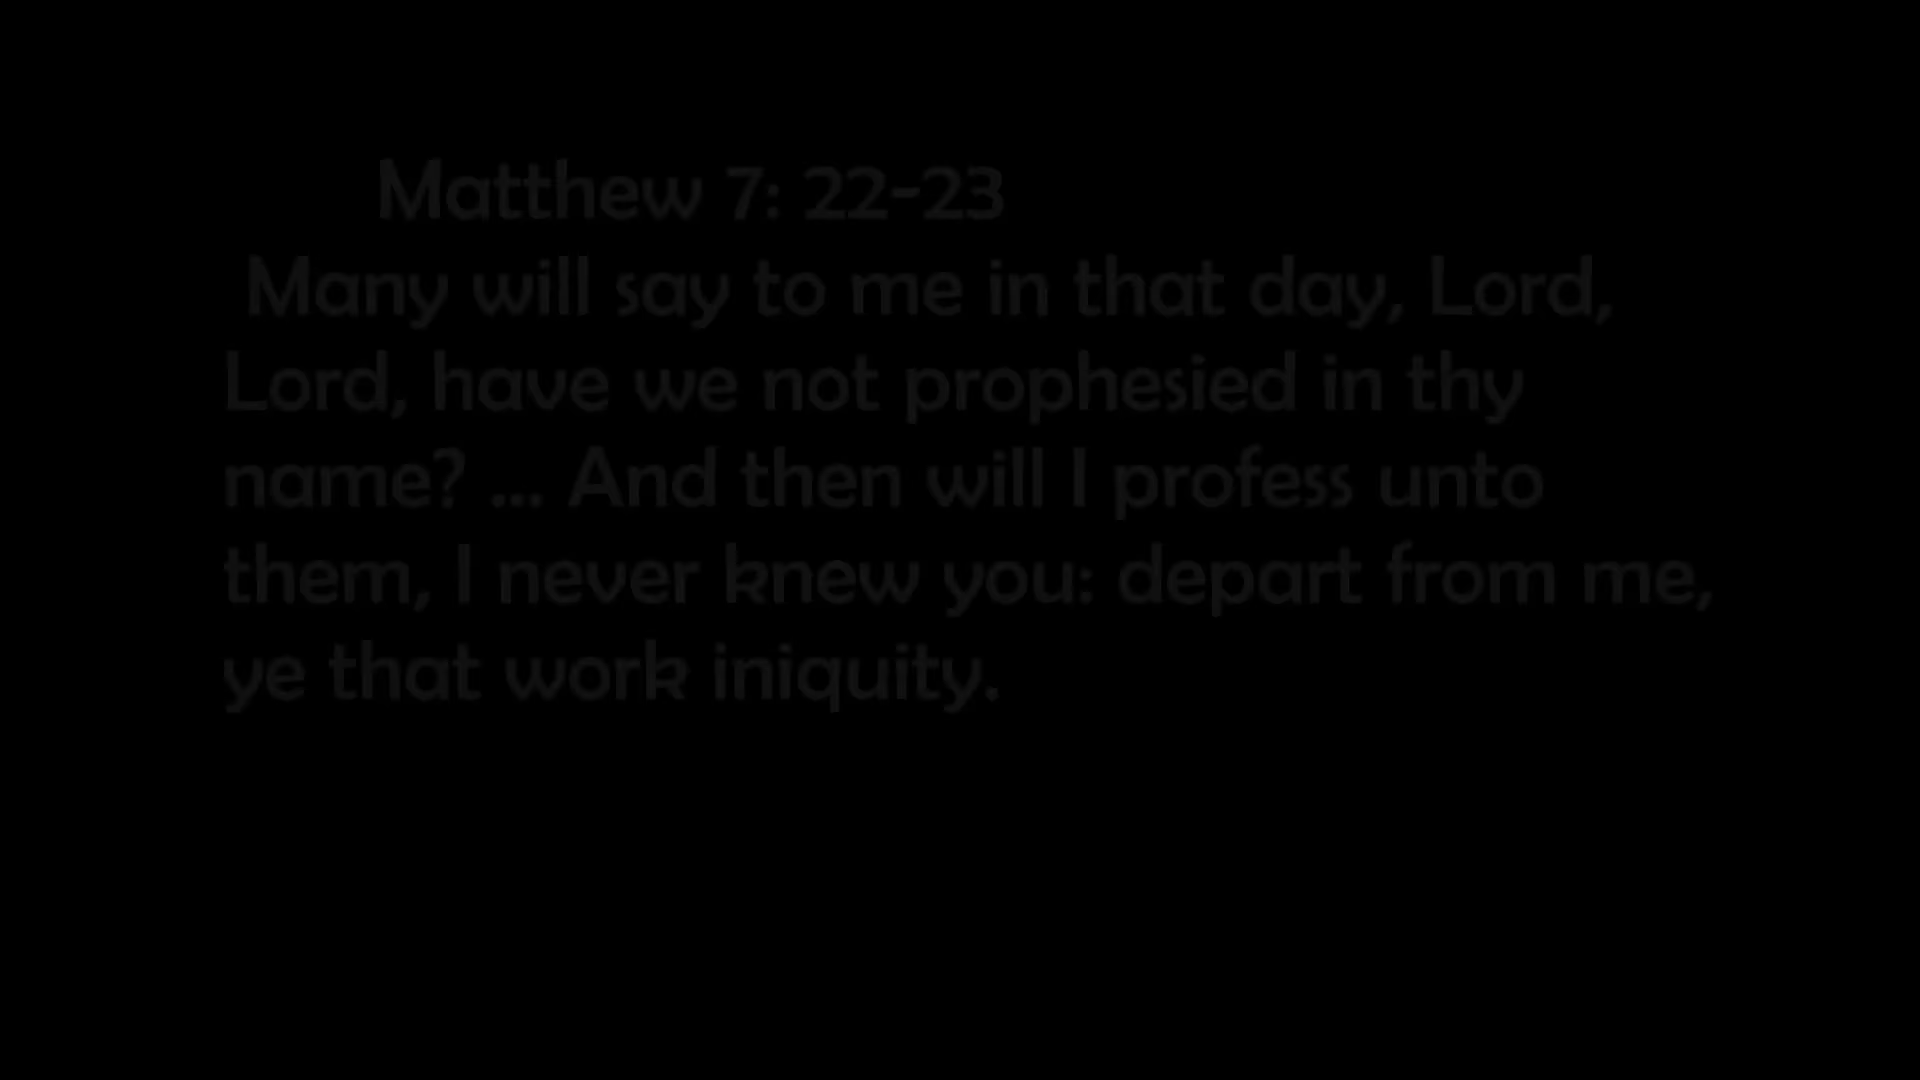 Matthew 7: 22-23
Many will say to me in that day, Lord,
Lord, have we not prophesied in thy
name? ... And then will I profess unto
them, I never knew you: depart from me,
ye that work iniquity.